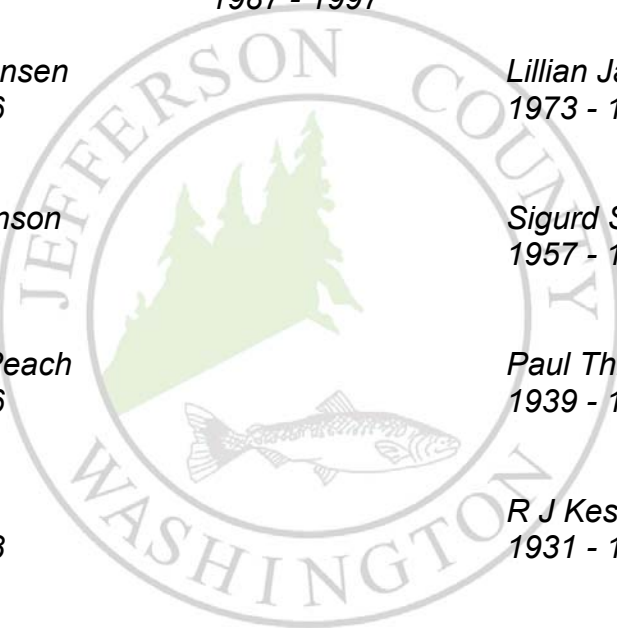 1987 - 1997
nsen
6
Lillian Ja
1973 - 1
nson
Sigurd S
1957 - 1
Peach
6
Paul Th
1939 - 1
3
R J Kes
1931 - 1
JEFFERSON COUNTY
WASHINGTON